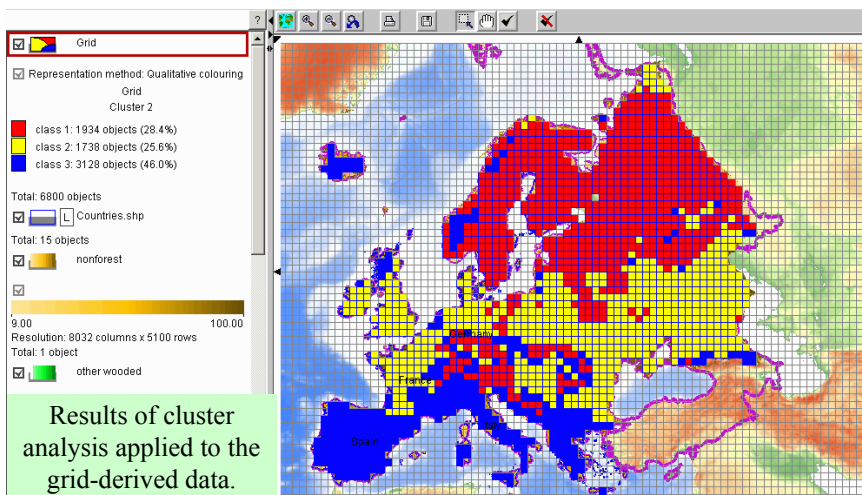 ?
Grid
Representation method: Qualitative colouring
Grid
Cluster 2
class 1: 1934 objects (28.4%)
class 2: 1738 objects (25.6%)
class 3: 3128 objects (46.0%)
Total: 6800 objects
L Countries.shp
Total: 15 objects
nonforest
9.00 100.00
Resolution: 8032 columns x 5100 rows
Total: 1 object
other wooded
Results of cluster
analysis applied to the
grid-derived data.
Germany
France
Italy
Spain